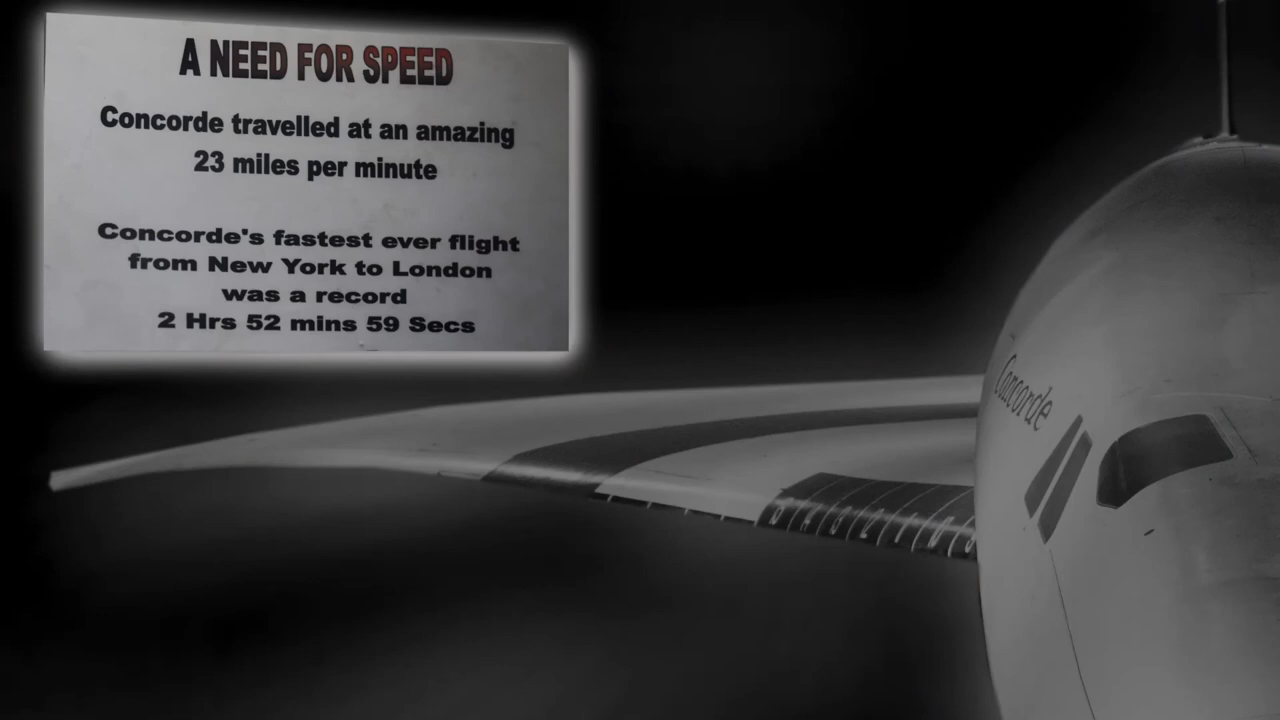 A NEED FOR SPEED
Concorde travelled at an amazing
23 miles per minute
Concorde's fastest ever flight
from New York to London
was a record
2 Hrs 52 mins 59 Secs
Concorde